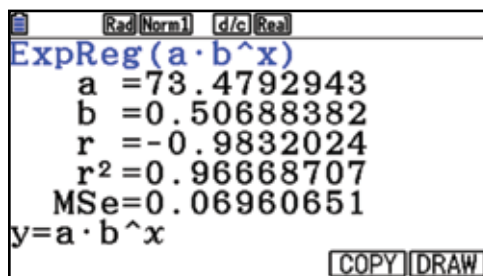 Rad Norm1 d/c Real
ExpReg(a·b^x)
a =73.4792943
b =0.50688382
r =-0.9832024
r²=0.96668707
MSe=0.06960651
y=a·b^x
COPY DRAW